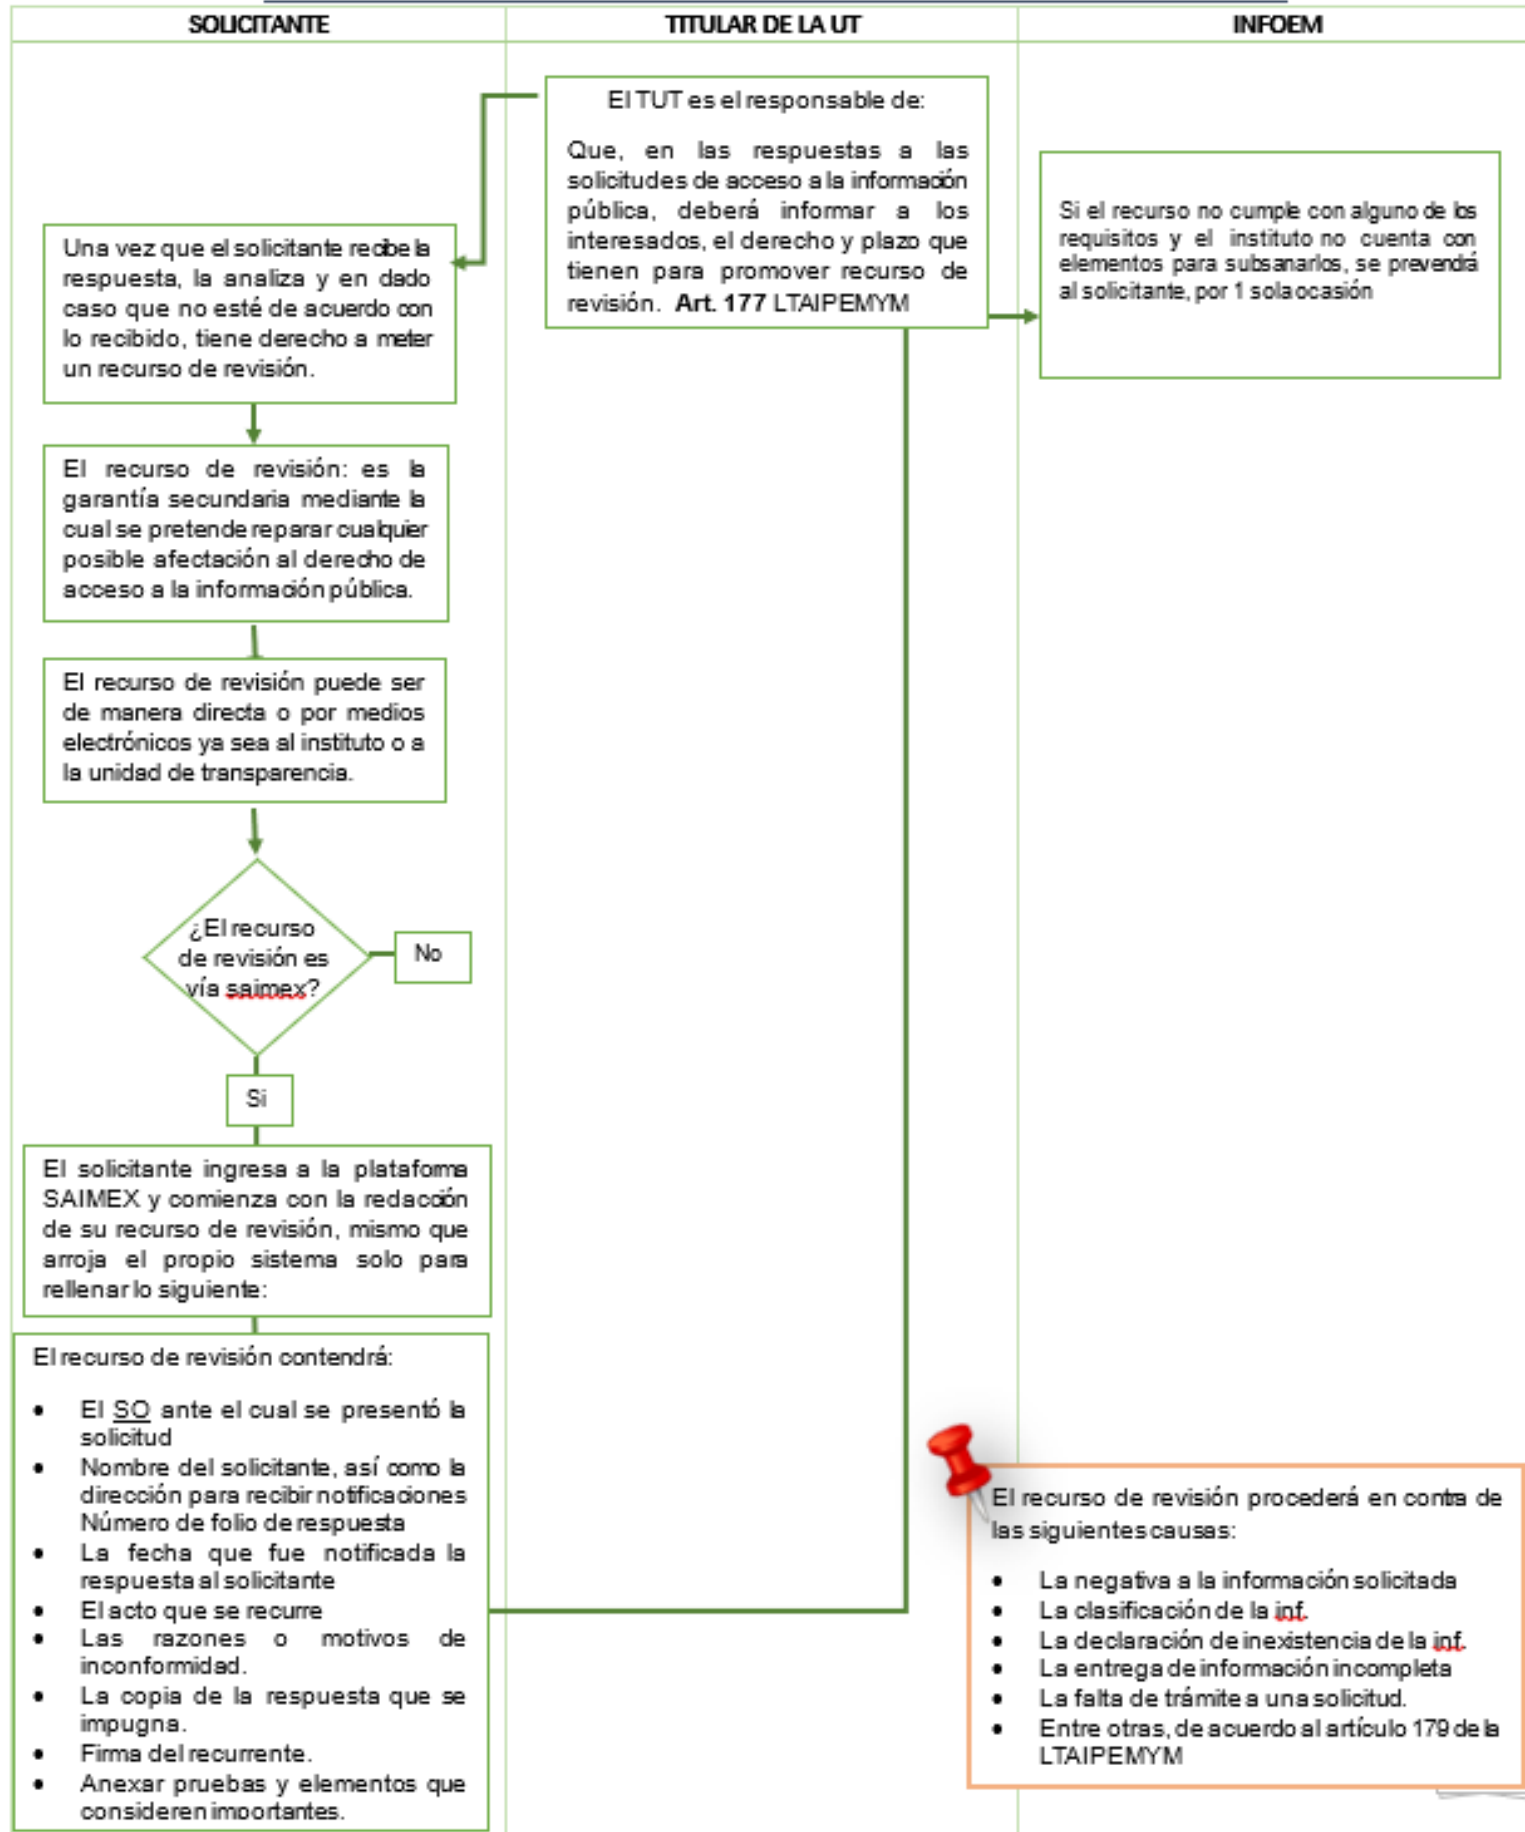 SOLICITANTE
TITULAR DE LA UT
INFOEM
El TUT es el responsable de:
Que, en las respuestas a las
solicitudes de acceso a la información
pública, deberá informar a los
interesados, el derecho y plazo que
tienen para promover recurso de
revisión. Art. 177 LTAIPEMYM
Si el recurso no cumple con alguno de los
requisitos y el instituto no cuenta con
elementos para subsanarlos, se prevendrá
al solicitante, por 1 sola ocasión
Una vez que el solicitante recibe la
respuesta, la analiza y en dado
caso que no esté de acuerdo con
lo recibido, tiene derecho a meter
un recurso de revisión.
El recurso de revisión: es la
garantía secundaria mediante la
cual se pretende reparar cualquier
posible afectación al derecho de
acceso a la información pública.
El recurso de revisión puede ser
de manera directa o por medios
electrónicos ya sea al instituto o a
la unidad de transparencia.
¿El recurso
de revisión es
vía saimex?
No
Si
El solicitante ingresa a la plataforma
SAIMEX y comienza con la redacción
de su recurso de revisión, mismo que
arroja el propio sistema solo para
rellenar lo siguiente:
El recurso de revisión contendrá:
• El SO ante el cual se presentó la
solicitud
• Nombre del solicitante, así como la
dirección para recibir notificaciones
Número de folio de respuesta
• La fecha que fue notificada la
respuesta al solicitante
• El acto que se recurre
• Las razones o motivos de
inconformidad.
• La copia de la respuesta que se
impugna.
• Firma del recurrente.
• Anexar pruebas y elementos que
consideren importantes.
El recurso de revisión procederá en contra de
las siguientes causas:
• La negativa a la información solicitada
• La clasificación de la inf.
• La declaración de inexistencia de la inf.
• La entrega de información incompleta
• La falta de trámite a una solicitud.
• Entre otras, de acuerdo al artículo 179 de la
LTAIPEMYM